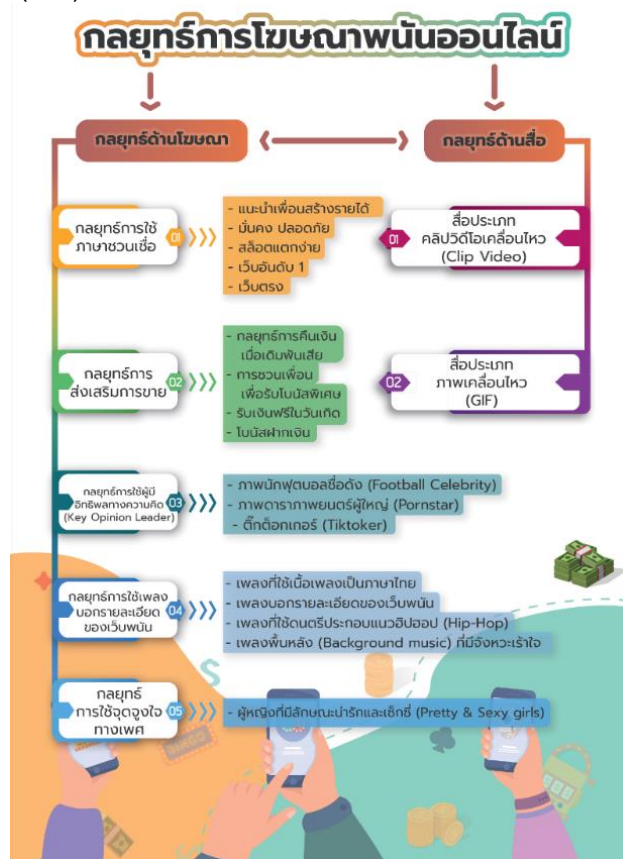 กลยุทธ์การโฆษณาพนันออนไลน์
กลยุทธ์ด้านโฆษณา
กลยุทธ์ด้านสื่อ
กลยุทธ์การใช้
ภาษาชวนเชื่อ
01
- แนะนำเพื่อนสร้างรายได้
- มั่นคง ปลอดภัย
- สล็อตแตกง่าย
- เว็บอันดับ 1
- เว็บตรง
01
สื่อประเภท
คลิปวิดีโอเคลื่อนไหว
(Clip Video)
กลยุทธ์การ
ส่งเสริมการขาย
02
- กลยุทธ์การคืนเงิน
เมื่อเดิมพันเสีย
- การชวนเพื่อน
เพื่อรับโบนัสพิเศษ
- รับเงินฟรีในวันเกิด
- โบนัสฝากเงิน
02
สื่อประเภท
ภาพเคลื่อนไหว
(GIF)
กลยุทธ์การใช้ผู้มี
อิทธิพลทางความคิด
(Key Opinion Leader)
03
- ภาพนักฟุตบอลชื่อดัง (Football Celebrity)
- ภาพดาราภาพยนตร์ผู้ใหญ่ (Pornstar)
- ติ๊กต็อกเกอร์ (Tiktoker)
กลยุทธ์การใช้เพลง
บอกรายละเอียด
ของเว็บพนัน
04
- เพลงที่ใช้เนื้อเพลงเป็นภาษาไทย
- เพลงบอกรายละเอียดของเว็บพนัน
- เพลงที่ใช้ดนตรีประกอบแนวฮิปฮอป (Hip-Hop)
- เพลงพื้นหลัง (Background music) ที่มีจังหวะเร้าใจ
กลยุทธ์
การใช้จุดจูงใจ
ทางเพศ
05
- ผู้หญิงที่มีลักษณะน่ารักและเซ็กซี่ (Pretty & Sexy girls)